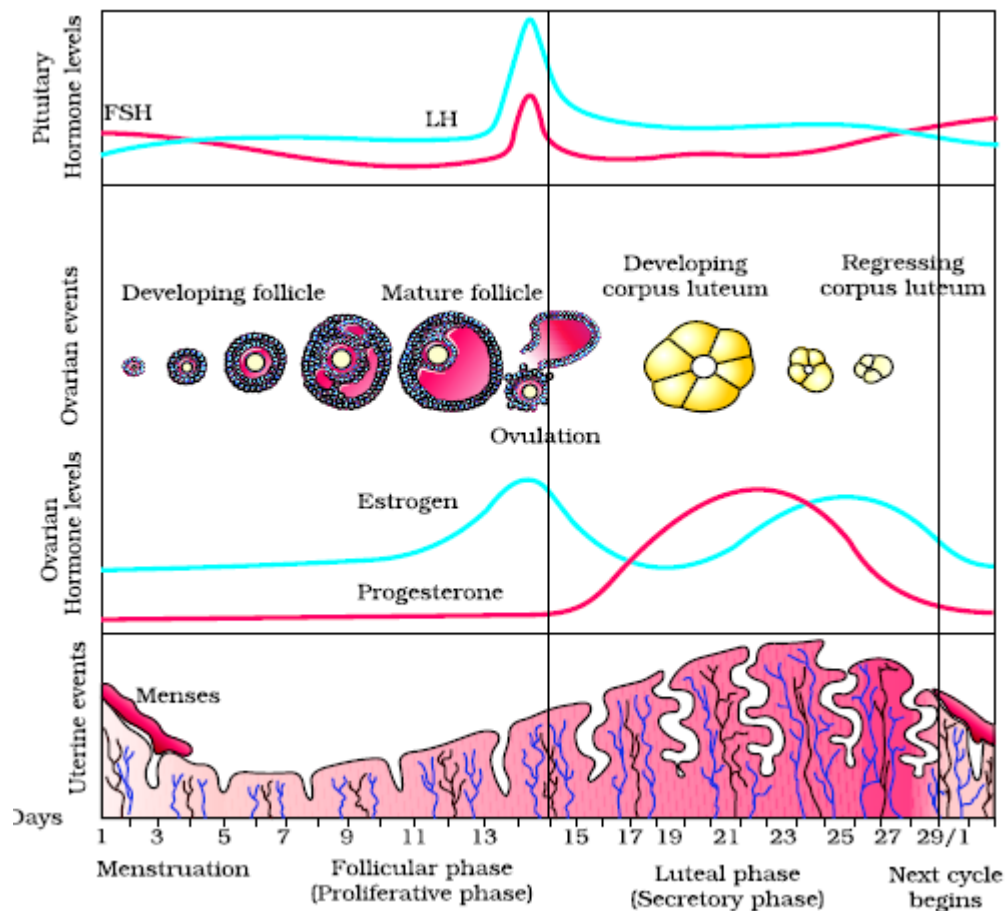 Pituitary
Hormone levels
FSH
LH
Ovarian events
Developing follicle
Mature follicle
Developing
corpus luteum
Regressing
corpus luteum
Ovulation
Ovarian
Hormone levels
Estrogen
Progesterone
Uterine events
Menses
Days
1 3 5 7 9 11 13 15 17 19 21 23 25 27 29/1
Menstruation
Follicular phase
(Proliferative phase)
Luteal phase
(Secretory phase)
Next cycle
begins